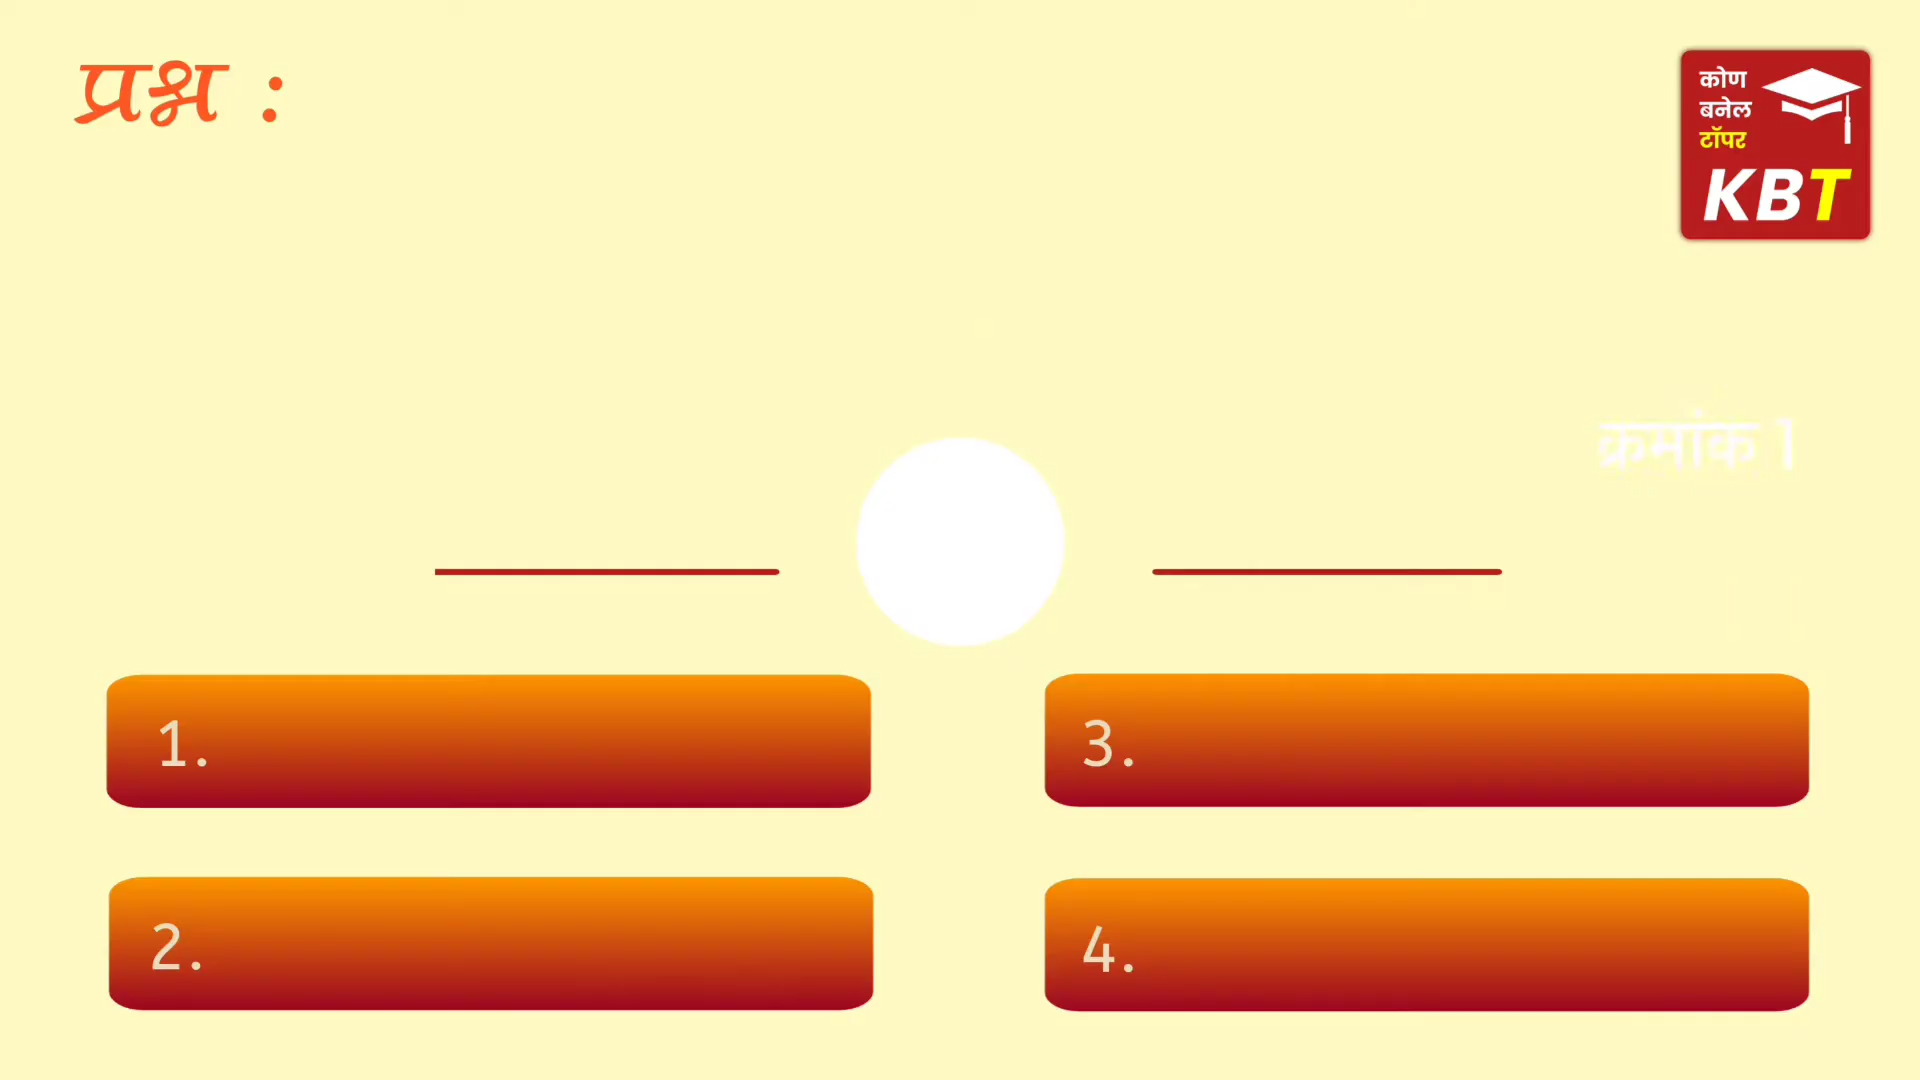 प्रश्न :
कोण
बनेल
टॉपर
KBT
क्रमांक 1
1.
3.
2.
4.